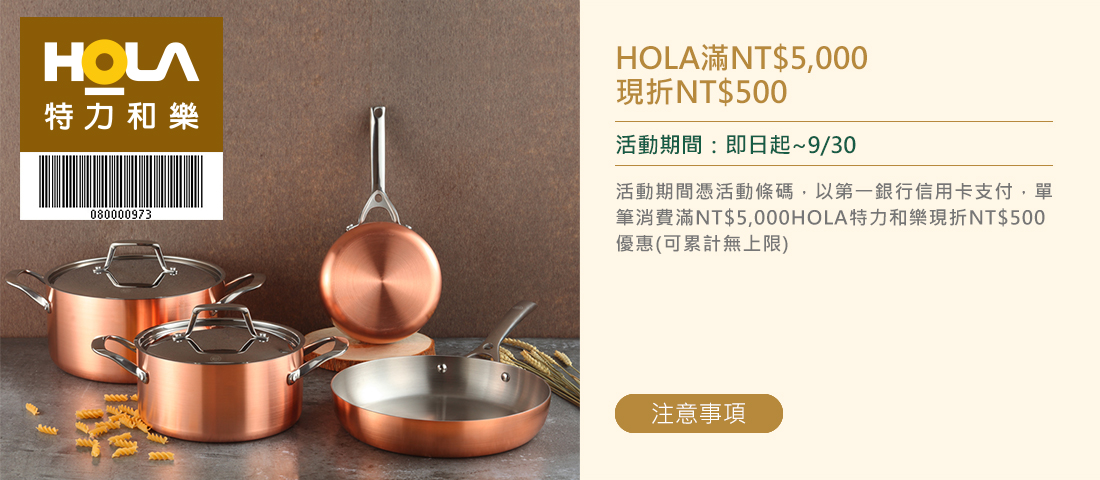 HOLA
特力和樂
080000973
HOLA滿NT$5,000
現折NT$500
活動期間：即日起~9/30
活動期間憑活動條碼，以第一銀行信用卡支付，單
筆消費滿NT$5,000HOLA特力和樂現折NT$500
優惠(可累計無上限)
注意事項